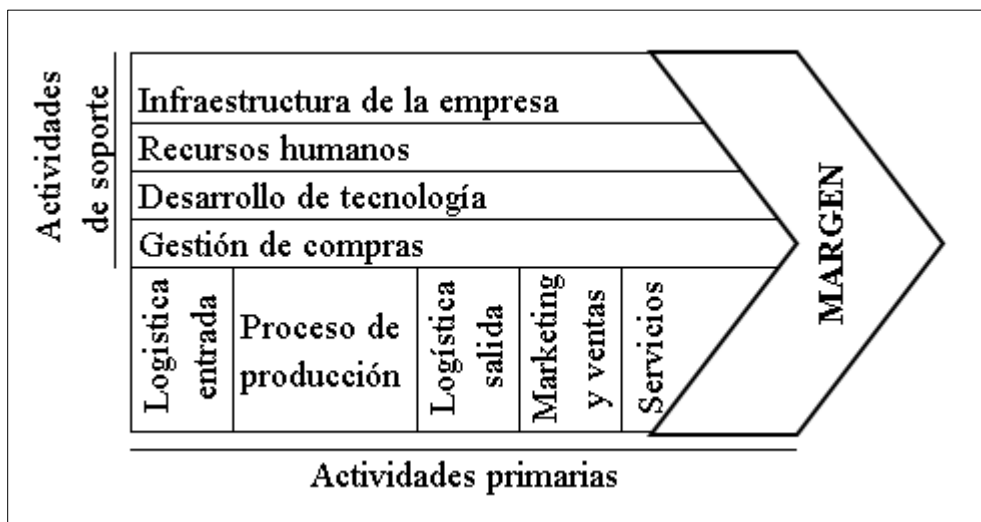 Actividades
de soporte
Infraestructura de la empresa
Recursos humanos
Desarrollo de tecnología
Gestión de compras
Logistica
entrada
Proceso de
producción
Logística
salida
Marketing
y ventas
Servicios
MARGEN
Actividades primarias